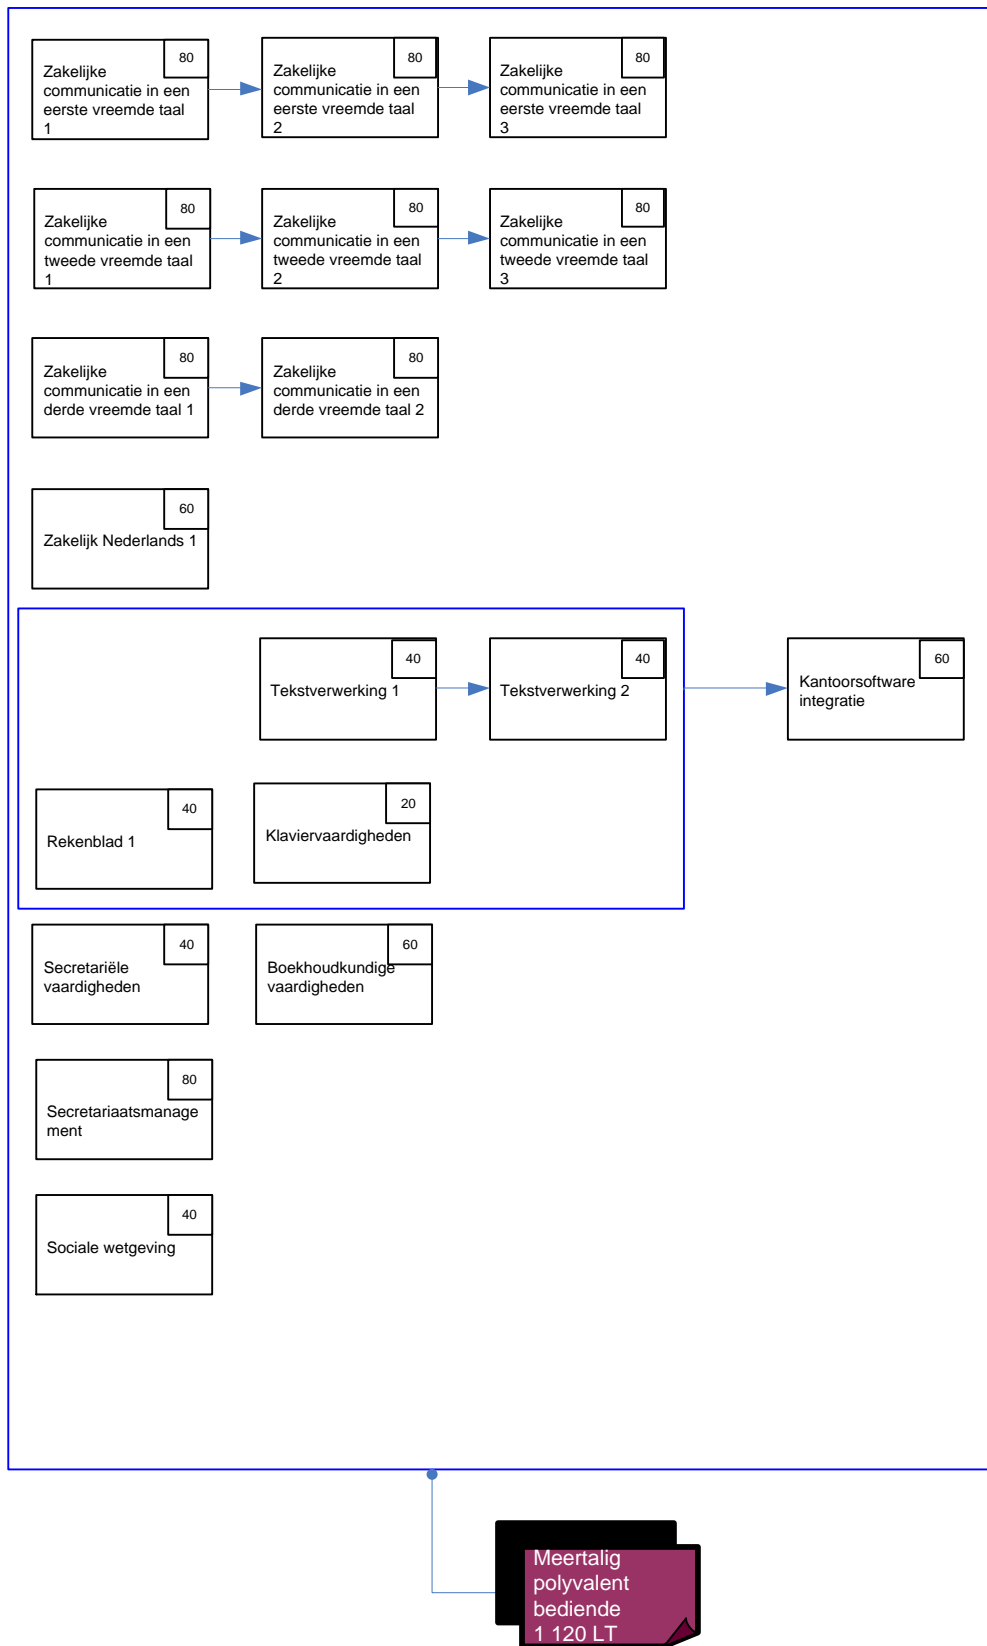 80
Zakelijke
communicatie in een
eerste vreemde taal
1
80
Zakelijke
communicatie in een
eerste vreemde taal
2
80
Zakelijke
communicatie in een
eerste vreemde taal
3
80
Zakelijke
communicatie in een
tweede vreemde taal
1
80
Zakelijke
communicatie in een
tweede vreemde taal
2
80
Zakelijke
communicatie in een
tweede vreemde taal
3
80
Zakelijke
communicatie in een
derde vreemde taal 1
80
Zakelijke
communicatie in een
derde vreemde taal 2
60
Zakelijk Nederlands 1
40
Tekstverwerking 1
40
Tekstverwerking 2
60
Kantoorsoftware
integratie
40
Rekenblad 1
20
Klaviervaardigheden
40
Secretariële
vaardigheden
60
Boekhoudkundige
vaardigheden
80
Secretariaatsmanage
ment
40
Sociale wetgeving
Meertalig
polyvalent
bediende
1 120 LT